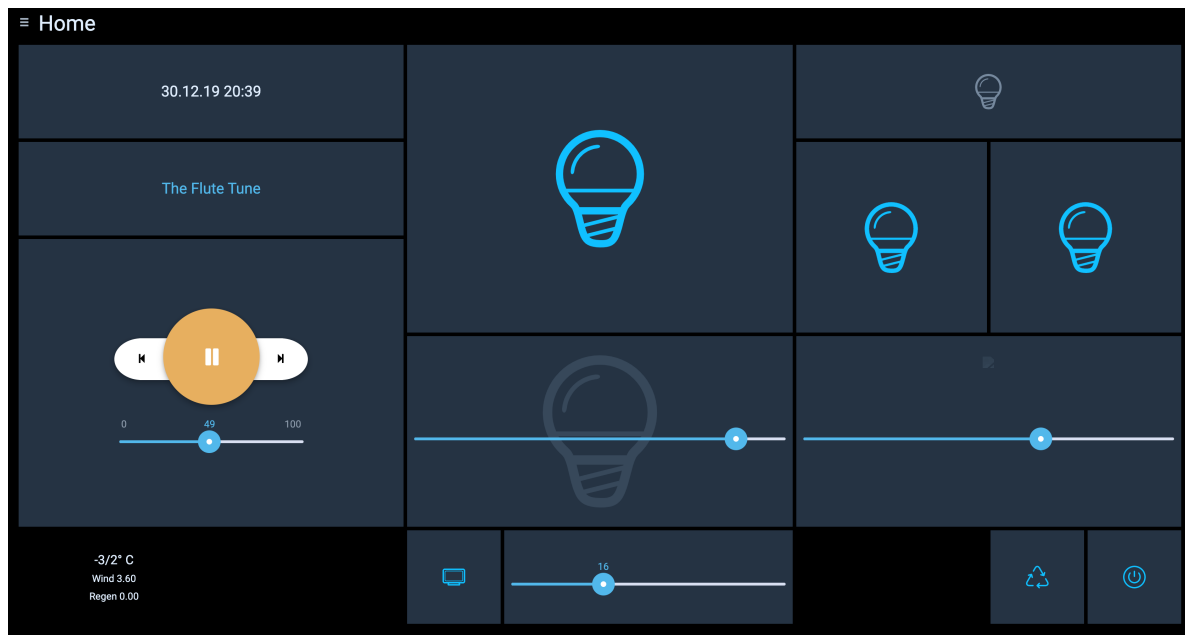 Home
30.12.19 20:39
The Flute Tune
0
49
100
-3/2° C
Wind 3.60
Regen 0.00
16